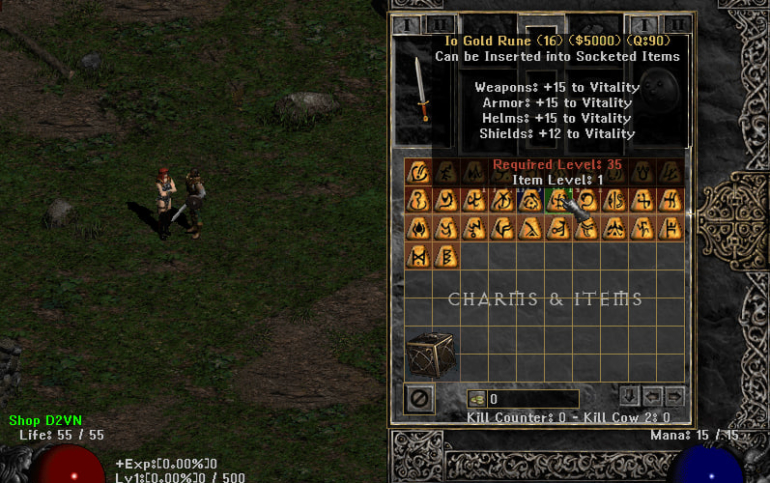 I II I II
Io Gold Rune (16) ($5000) (Q:90)
Can be Inserted into Socketed Items
Weapons: +15 to Vitality
Armor: +15 to Vitality
Helms: +15 to Vitality
Shields: +12 to Vitality
Required Level: 35
Item Level: 1
CHARMS & ITEMS
0
Kill Counter: 0 - Kill Cow 2: 0
Shop D2VN
Life: 55 / 55
Mana: 15 / 15
+Exp:[0.00%]0
Lv1:[0.00%]0 / 500